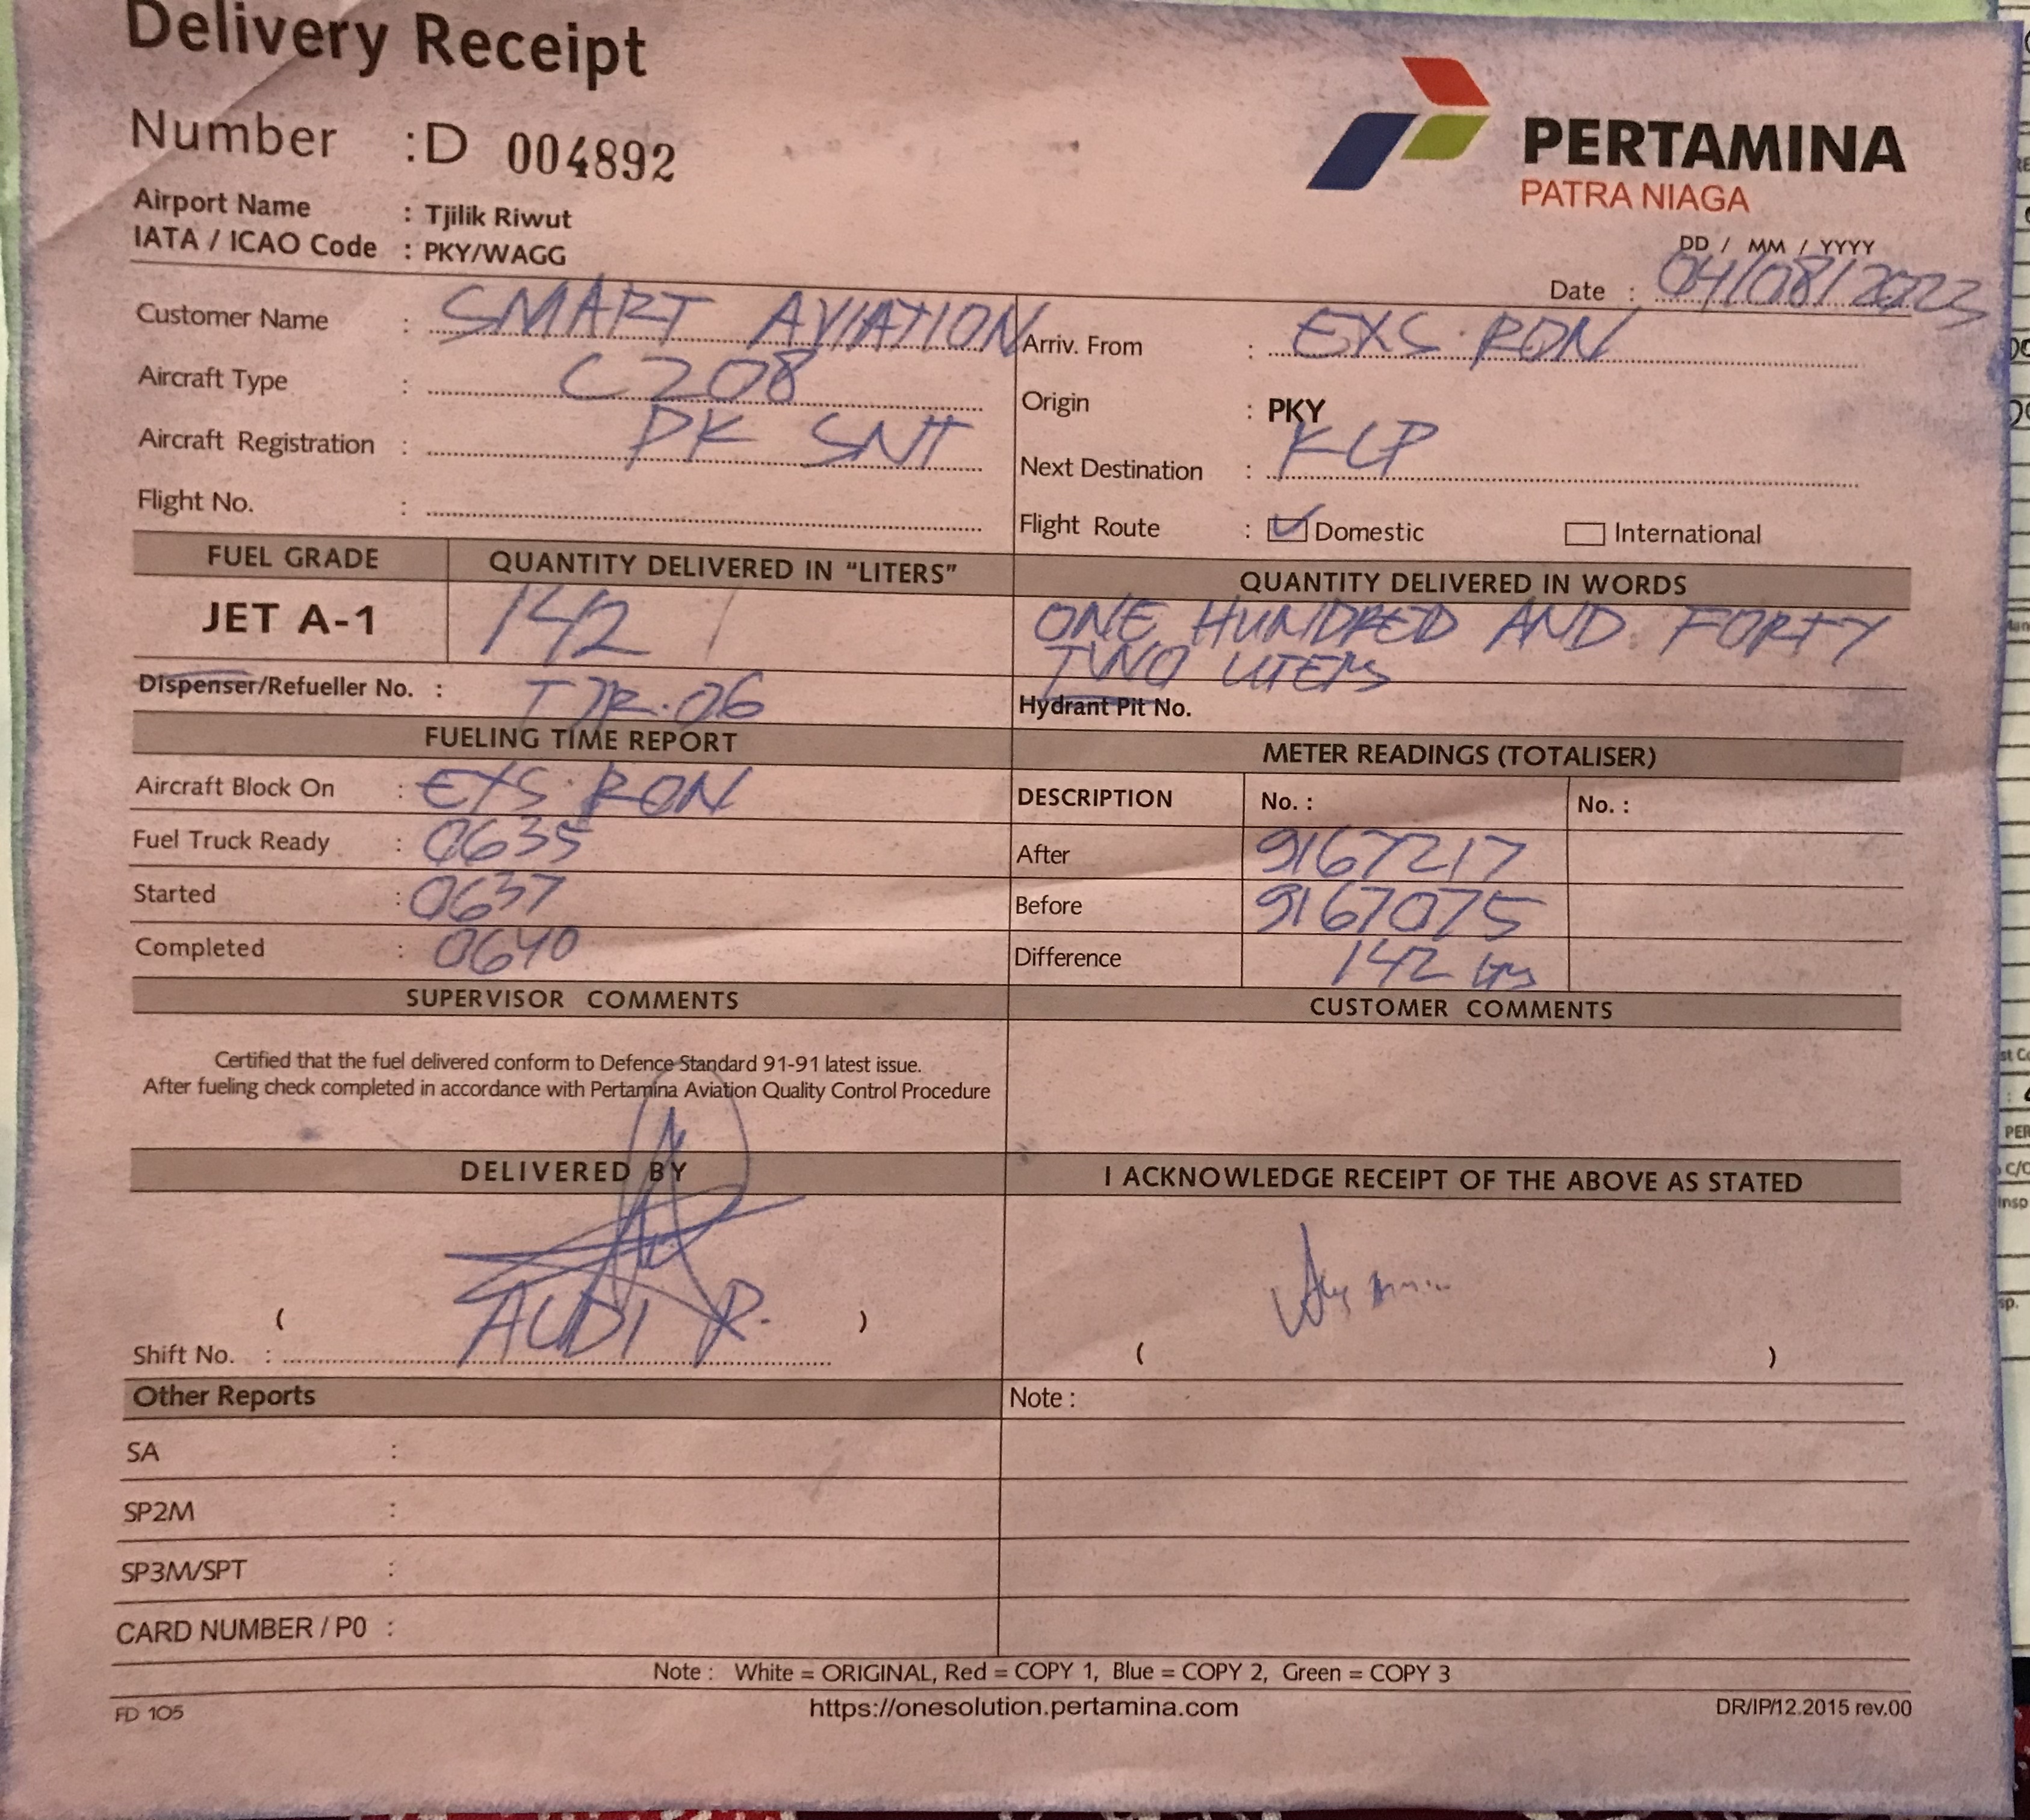 Delivery Receipt
Number : D 004892
PERTAMINA
PATRA NIAGA
Airport Name : Tjilik Riwut
IATA / ICAO Code : PKY/WAGG
DD / MM / YYYY
Date : 04/08/2023
Customer Name : SMART AVIATION
Aircraft Type : C208
Aircraft Registration : PK SNT
Flight No. :
Arriv. From : EXS. RON
Origin : PKY
Next Destination : KLP
Flight Route : Domestic International
FUEL GRADE QUANTITY DELIVERED IN "LITERS" QUANTITY DELIVERED IN WORDS
JET A-1 142 ONE HUNDRED AND FORTY
TWO LITERS
Dispenser/Refueller No. : TJR.06 Hydrant Pit No.
FUELING TIME REPORT METER READINGS (TOTALISER)
Aircraft Block On : EXS. RON DESCRIPTION No. : No. :
Fuel Truck Ready : 0635 After 9167217
Started : 0637 Before 9167075
Completed : 0640 Difference 142 ltrs
SUPERVISOR COMMENTS CUSTOMER COMMENTS
Certified that the fuel delivered conform to Defence Standard 91-91 latest issue.
After fueling check completed in accordance with Pertamina Aviation Quality Control Procedure
DELIVERED BY I ACKNOWLEDGE RECEIPT OF THE ABOVE AS STATED
( AUDI R. ) ( )
Shift No. :
Other Reports Note :
SA :
SP2M :
SP3M/SPT :
CARD NUMBER / P0 :
Note : White = ORIGINAL, Red = COPY 1, Blue = COPY 2, Green = COPY 3
FD 105 https://onesolution.pertamina.com DR/IP/12.2015 rev.00